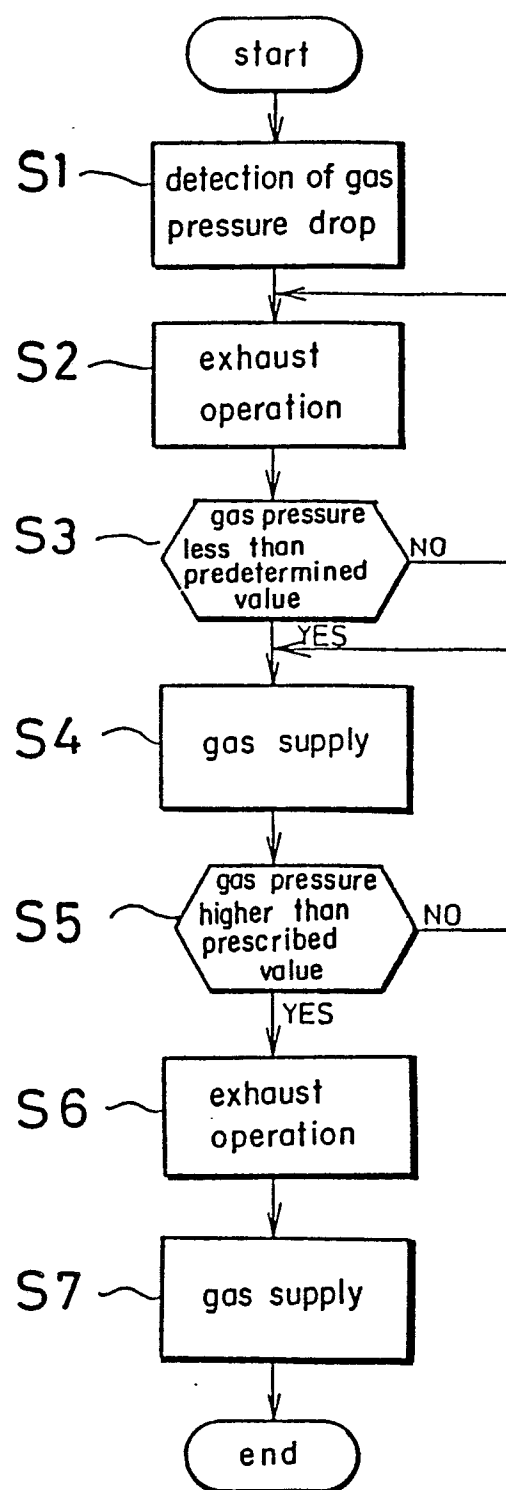 start
S1
detection of gas
pressure drop
S2
exhaust
operation
S3
gas pressure
less than
predetermined
value
NO
YES
S4
gas supply
S5
gas pressure
higher than
prescribed
value
NO
YES
S6
exhaust
operation
S7
gas supply
end